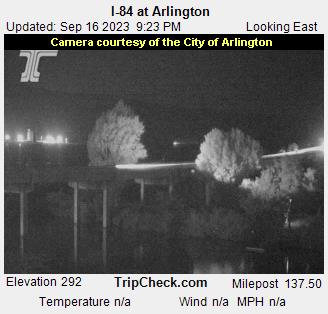 I-84 at Arlington
Updated: Sep 16 2023 9:23 PM Looking East
Camera courtesy of the City of Arlington
Elevation 292 TripCheck.com Milepost 137.50
Temperature n/a Wind n/a MPH n/a